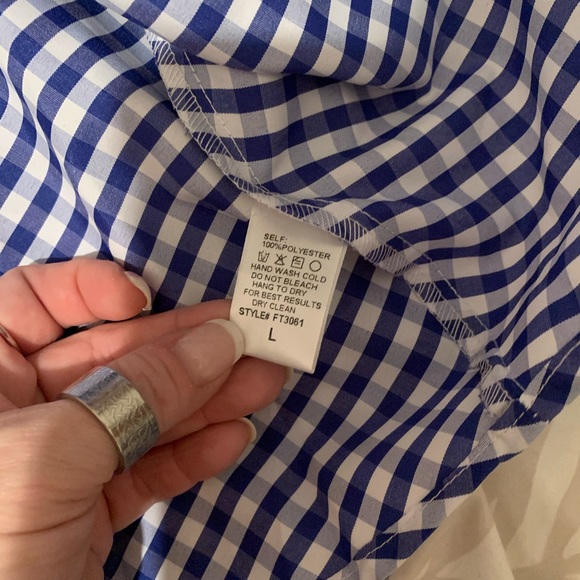 SELF:
100%POLYESTER
HAND WASH COLD
DO NOT BLEACH
HANG TO DRY
FOR BEST RESULTS
DRY CLEAN
STYLE# FT3061
L